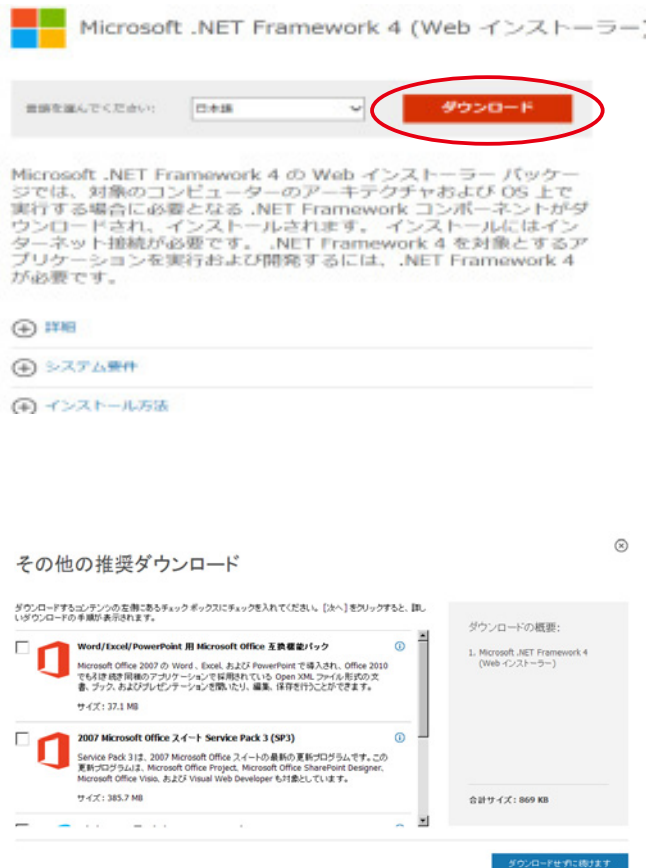 Microsoft .NET Framework 4 (Web インストーラー)
言語を選んでください:
日本語
ダウンロード
Microsoft .NET Framework 4 の Web インストーラー パッケー
ジでは、対象のコンピューターのアーキテクチャおよび OS 上で
実行する場合に必要となる .NET Framework コンポーネントがダ
ウンロードされ、インストールされます。 インストールにはイン
ターネット接続が必要です。 .NET Framework 4 を対象とするア
プリケーションを実行および開発するには、.NET Framework 4
が必要です。
詳細
システム要件
インストール方法
その他の推奨ダウンロード
ダウンロードするコンテンツの左側にあるチェック ボックスにチェックを入れてください。[次へ] をクリックすると、詳し
いダウンロードの手順が表示されます。
Word/Excel/PowerPoint 用 Microsoft Office 互換機能パック
Microsoft Office 2007 の Word 、Excel、および PowerPoint で導入され、Office 2010
でも引き続き同様のアプリケーションで採用されている Open XML ファイル形式の文
書、ブック、およびプレゼンテーションを開いたり、編集、保存を行うことができます。
サイズ: 37.1 MB
2007 Microsoft Office スイート Service Pack 3 (SP3)
Service Pack 3 は、2007 Microsoft Office スイートの最新の更新プログラムです。この
更新プログラムは、Microsoft Office Project、Microsoft Office SharePoint Designer、
Microsoft Office Visio、および Visual Web Developer も対象としています。
サイズ: 385.7 MB
ダウンロードの概要:
1. Microsoft .NET Framework 4
(Web インストーラー)
合計サイズ: 869 KB
ダウンロードせずに続けます